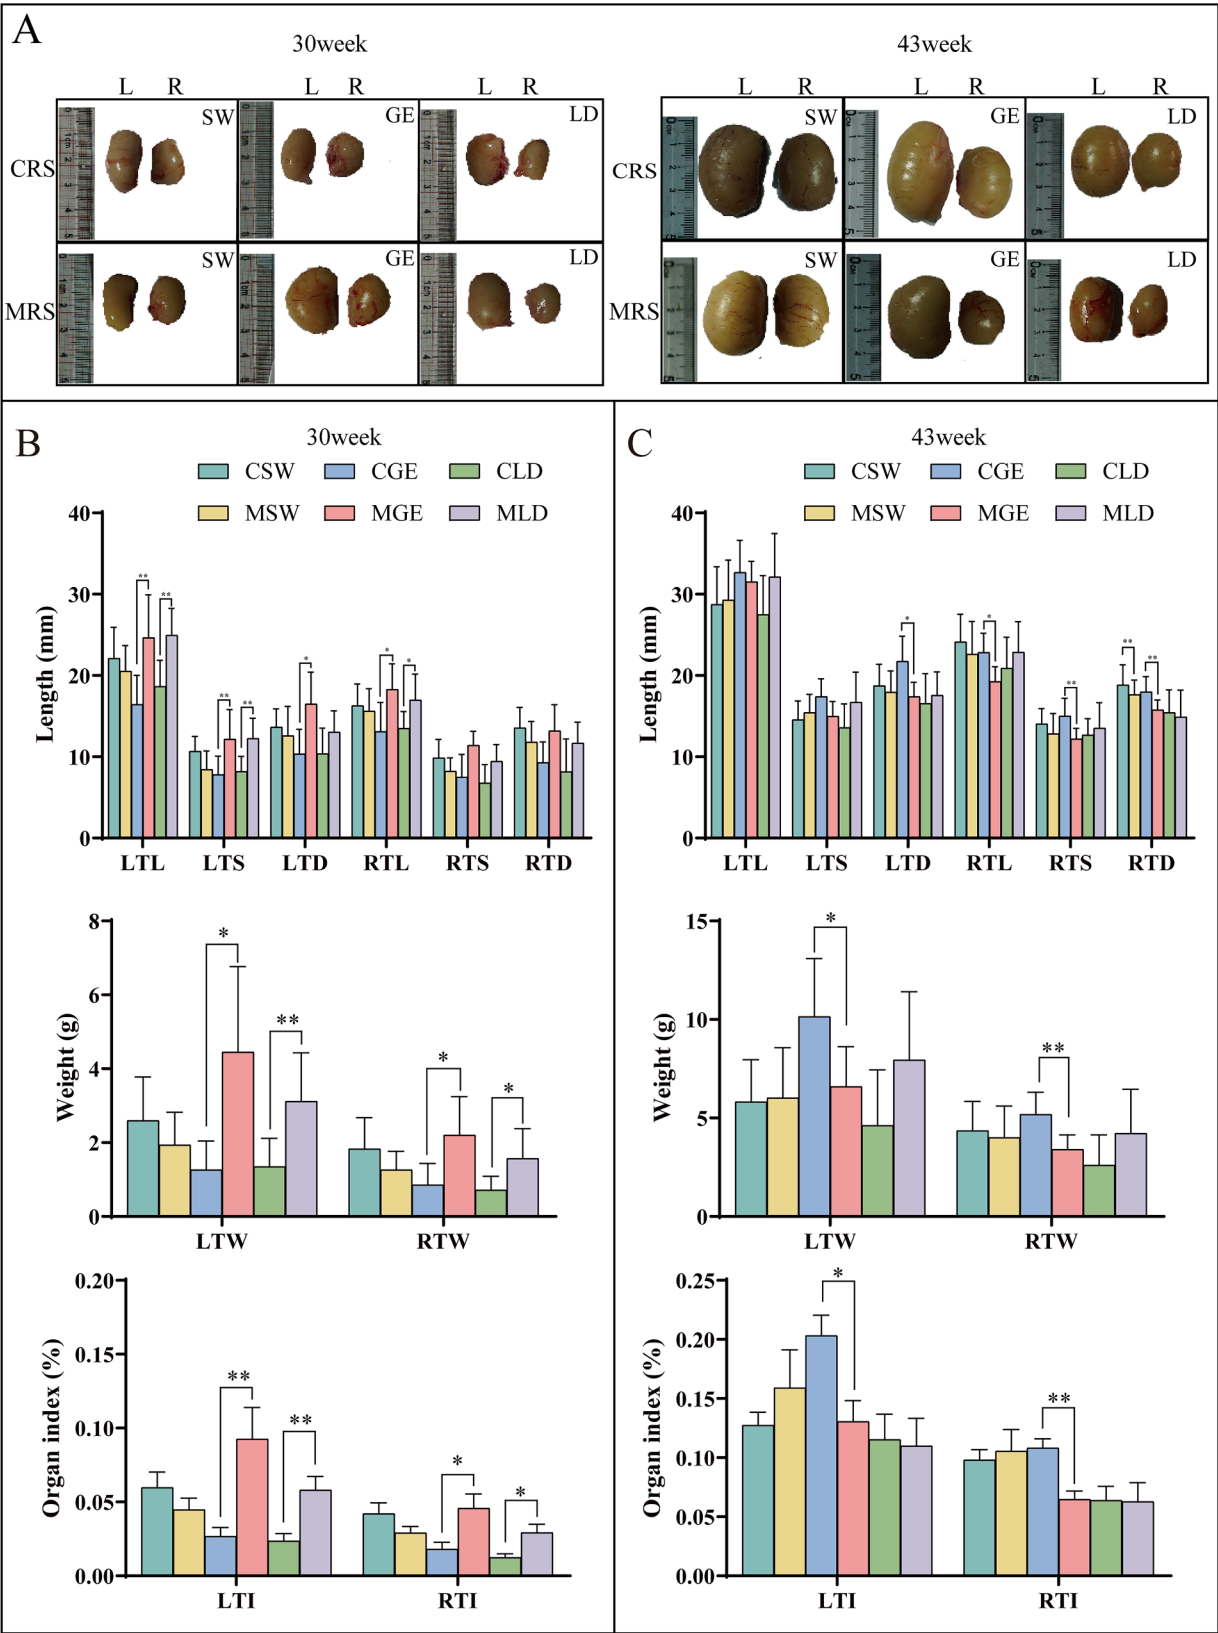 A
30week
43week
L R L R L R
L R L R L R
CRS SW GE LD
CRS SW GE LD
MRS SW GE LD
MRS SW GE LD
B
30week
CSW CGE CLD
MSW MGE MLD
Length (mm)
40
30
20
10
0
** ** ** ** * * *
LTL LTS LTD RTL RTS RTD
Weight (g)
8
6
4
2
0
* ** * *
LTW RTW
Organ index (%)
0.20
0.15
0.10
0.05
0.00
** ** * *
LTI RTI
C
43week
CSW CGE CLD
MSW MGE MLD
Length (mm)
40
30
20
10
0
* * ** ** **
LTL LTS LTD RTL RTS RTD
Weight (g)
15
10
5
0
* **
LTW RTW
Organ index (%)
0.25
0.20
0.15
0.10
0.05
0.00
* **
LTI RTI